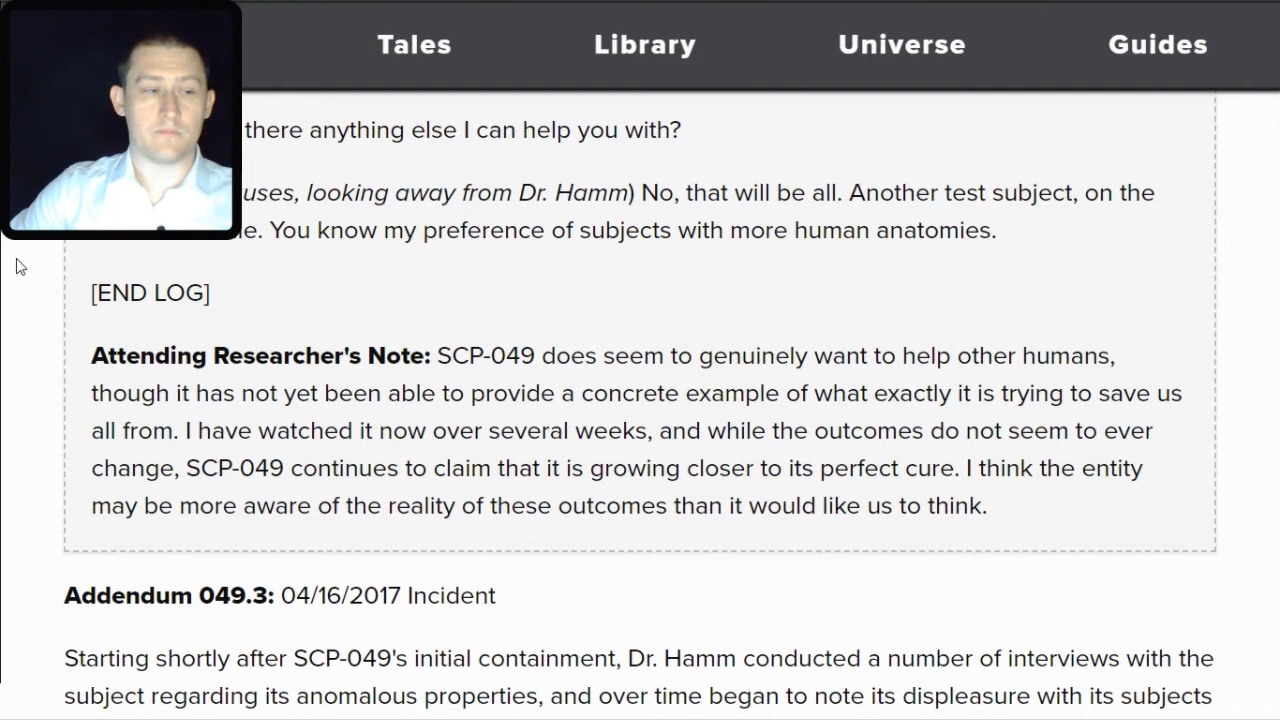 Tales Library Universe Guides
there anything else I can help you with?
uses, looking away from Dr. Hamm) No, that will be all. Another test subject, on the
e. You know my preference of subjects with more human anatomies.
[END LOG]
Attending Researcher's Note: SCP-049 does seem to genuinely want to help other humans,
though it has not yet been able to provide a concrete example of what exactly it is trying to save us
all from. I have watched it now over several weeks, and while the outcomes do not seem to ever
change, SCP-049 continues to claim that it is growing closer to its perfect cure. I think the entity
may be more aware of the reality of these outcomes than it would like us to think.
Addendum 049.3: 04/16/2017 Incident
Starting shortly after SCP-049's initial containment, Dr. Hamm conducted a number of interviews with the
subject regarding its anomalous properties, and over time began to note its displeasure with its subjects